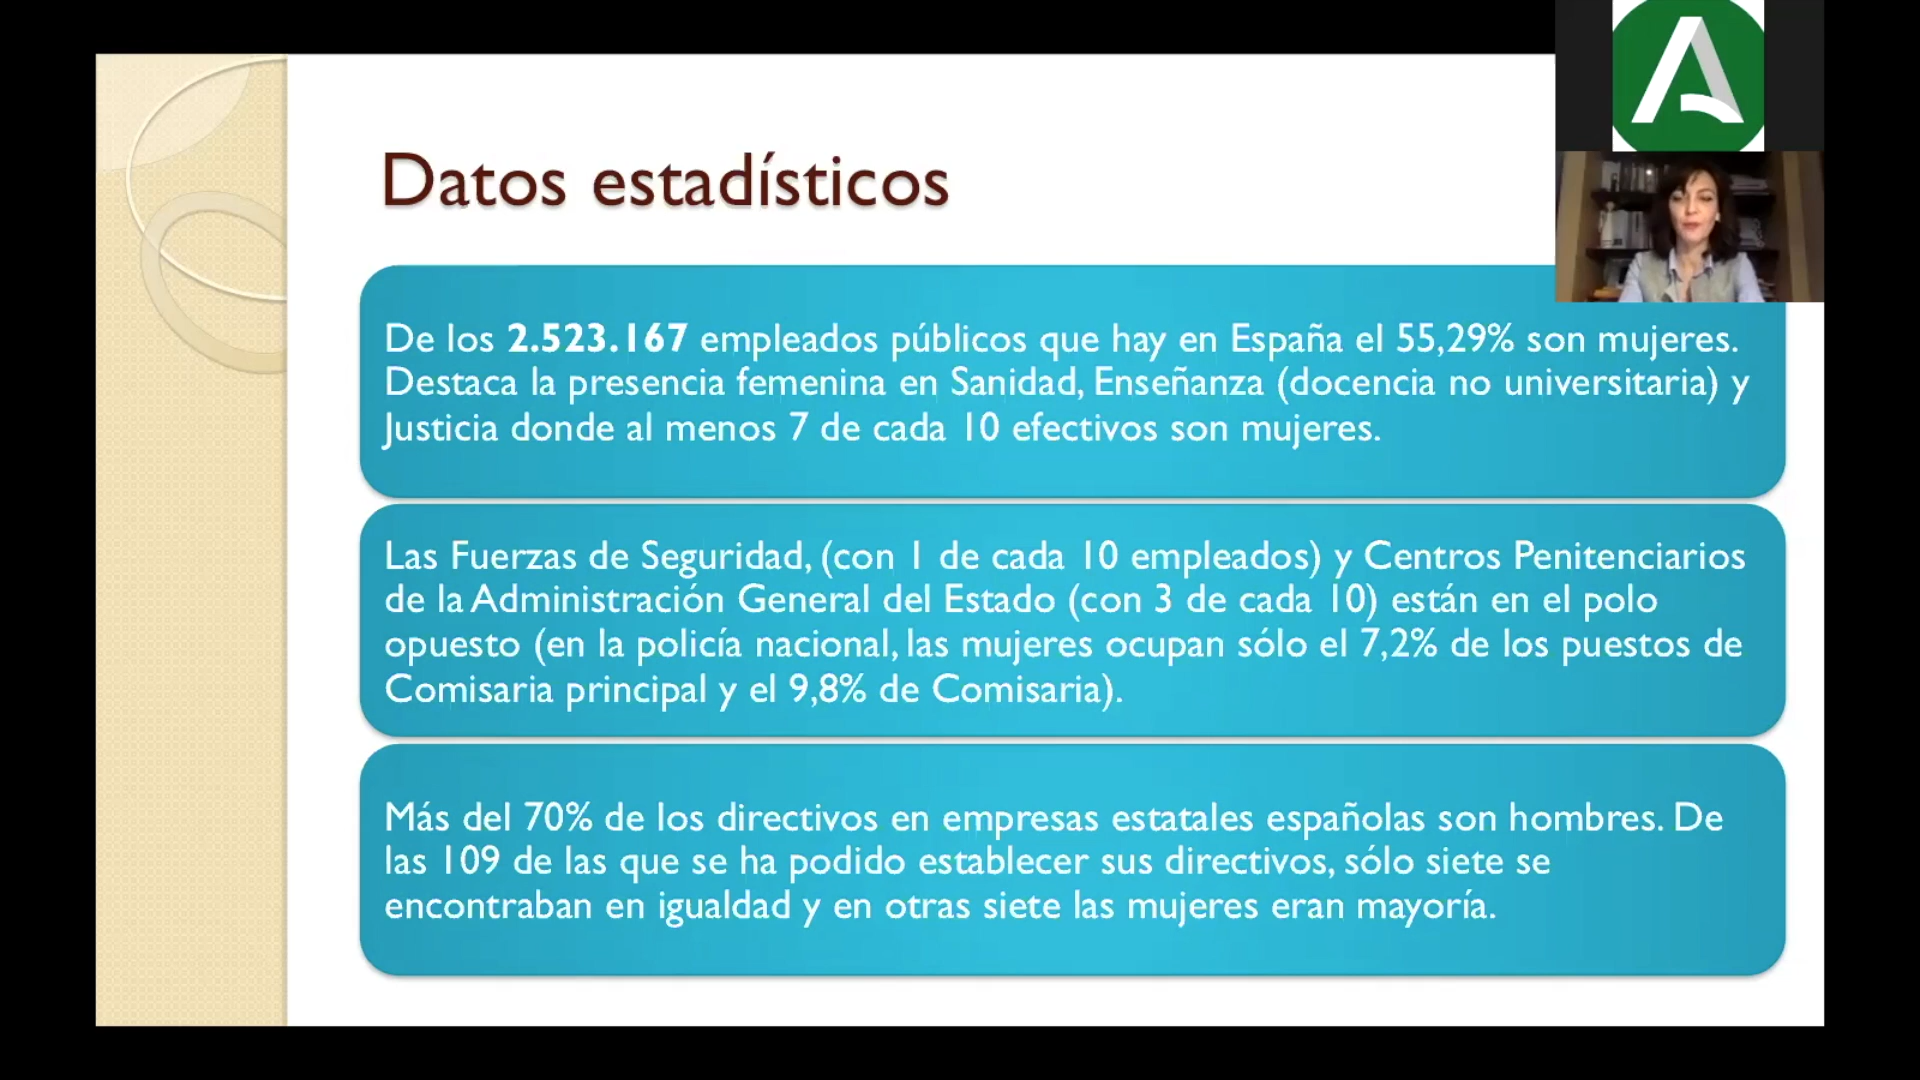 Datos estadísticos
De los 2.523.167 empleados públicos que hay en España el 55,29% son mujeres.
Destaca la presencia femenina en Sanidad, Enseñanza (docencia no universitaria) y
Justicia donde al menos 7 de cada 10 efectivos son mujeres.
Las Fuerzas de Seguridad, (con 1 de cada 10 empleados) y Centros Penitenciarios
de la Administración General del Estado (con 3 de cada 10) están en el polo
opuesto (en la policía nacional, las mujeres ocupan sólo el 7,2% de los puestos de
Comisaria principal y el 9,8% de Comisaria).
Más del 70% de los directivos en empresas estatales españolas son hombres. De
las 109 de las que se ha podido establecer sus directivos, sólo siete se
encontraban en igualdad y en otras siete las mujeres eran mayoría.